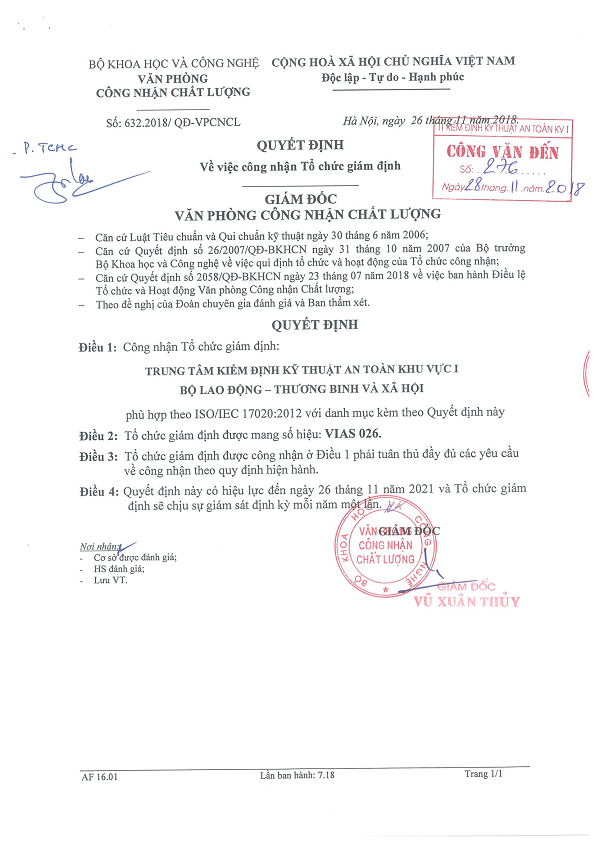 BỘ KHOA HỌC VÀ CÔNG NGHỆ
VĂN PHÒNG
CÔNG NHẬN CHẤT LƯỢNG
CỘNG HOÀ XÃ HỘI CHỦ NGHĨA VIỆT NAM
Độc lập - Tự do - Hạnh phúc
Số: 632.2018/ QĐ-VPCNCL
Hà Nội, ngày 26 tháng 11 năm 2018.
P. TCHC
TT KIỂM ĐỊNH KỸ THUẬT AN TOÀN KV I
CÔNG VĂN ĐẾN
Số: 276
Ngày 28 tháng. 11 .năm. 2018
QUYẾT ĐỊNH
Về việc công nhận Tổ chức giám định
GIÁM ĐỐC
VĂN PHÒNG CÔNG NHẬN CHẤT LƯỢNG
– Căn cứ Luật Tiêu chuẩn và Qui chuẩn kỹ thuật ngày 30 tháng 6 năm 2006;
– Căn cứ Quyết định số 26/2007/QĐ-BKHCN ngày 31 tháng 10 năm 2007 của Bộ trưởng
Bộ Khoa học và Công nghệ về việc qui định tổ chức và hoạt động của Tổ chức công nhận;
– Căn cứ Quyết định số 2058/QĐ-BKHCN ngày 23 tháng 07 năm 2018 về việc ban hành Điều lệ
Tổ chức và Hoạt động Văn phòng Công nhận Chất lượng;
– Theo đề nghị của Đoàn chuyên gia đánh giá và Ban thẩm xét.
QUYẾT ĐỊNH
Điều 1: Công nhận Tổ chức giám định:
TRUNG TÂM KIỂM ĐỊNH KỸ THUẬT AN TOÀN KHU VỰC I
BỘ LAO ĐỘNG – THƯƠNG BINH VÀ XÃ HỘI
phù hợp theo ISO/IEC 17020:2012 với danh mục kèm theo Quyết định này
Điều 2: Tổ chức giám định được mang số hiệu: VIAS 026.
Điều 3: Tổ chức giám định được công nhận ở Điều 1 phải tuân thủ đầy đủ các yêu cầu
về công nhận theo quy định hiện hành.
Điều 4: Quyết định này có hiệu lực đến ngày 26 tháng 11 năm 2021 và Tổ chức giám
định sẽ chịu sự giám sát định kỳ mỗi năm một lần.
GIÁM ĐỐC
BỘ KHOA HỌC VÀ CÔNG NGHỆ
VĂN PHÒNG
CÔNG NHẬN
CHẤT LƯỢNG
GIÁM ĐỐC
VŨ XUÂN THỦY
Nơi nhận:
- Cơ sở được đánh giá;
- HS đánh giá;
- Lưu VT.
AF 16.01
Lần ban hành: 7.18
Trang 1/1